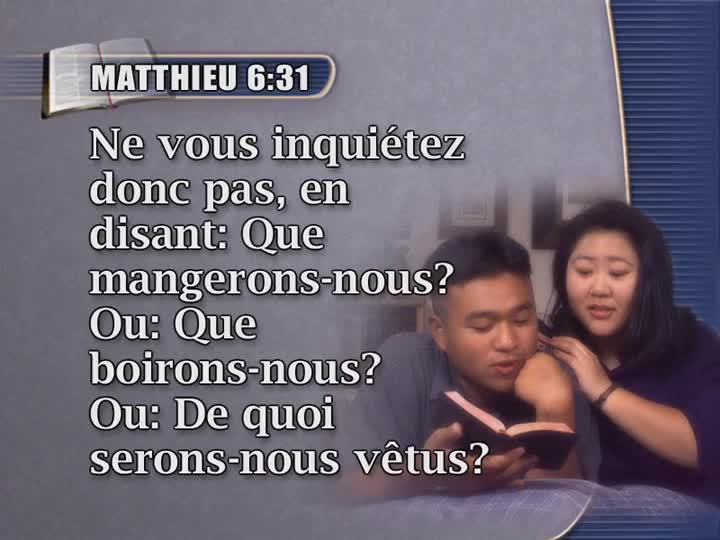 MATTHIEU 6:31
Ne vous inquiétez
donc pas, en
disant: Que
mangerons-nous?
Ou: Que
boirons-nous?
Ou: De quoi
serons-nous vêtus?